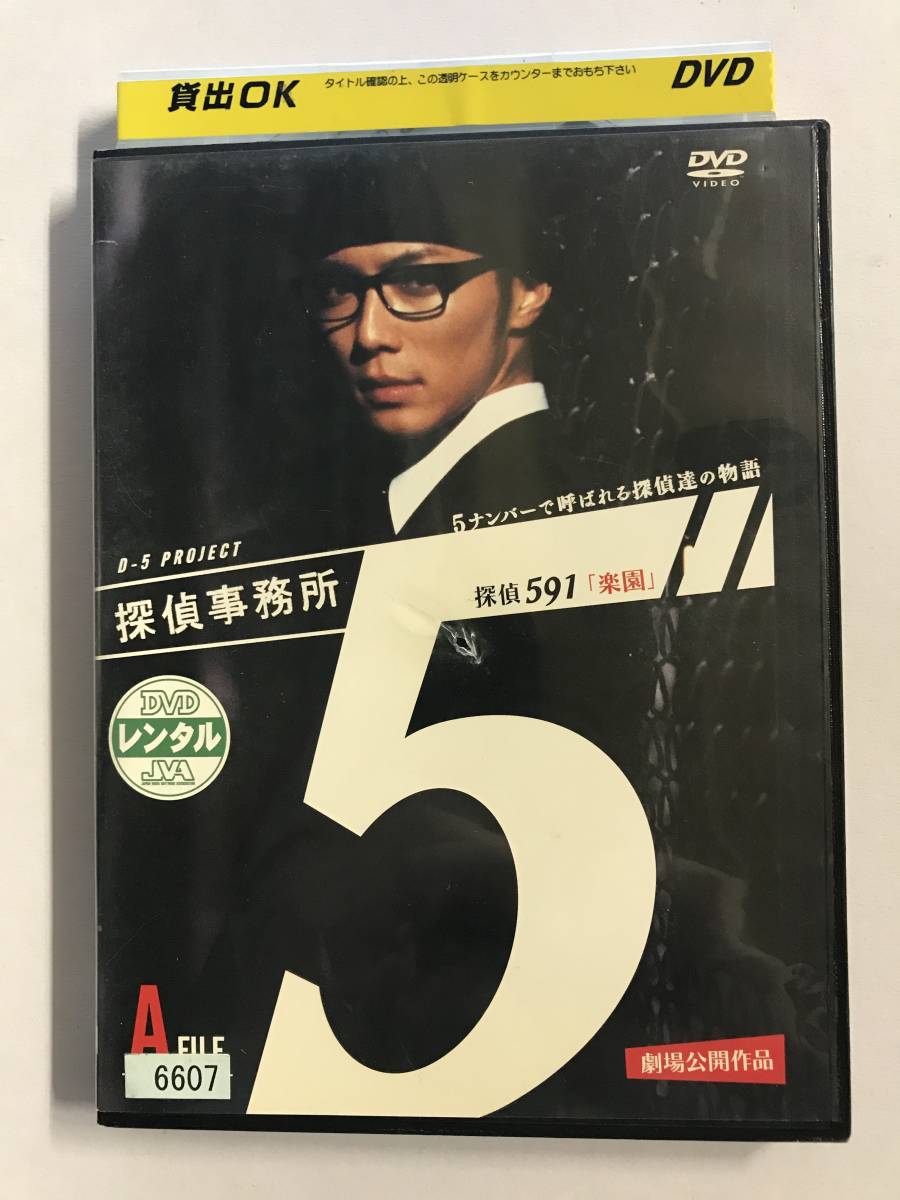 貸出OK
タイトル確認の上、この透明ケースをカウンターまでおもち下さい
DVD
DVD
VIDEO
5ナンバーで呼ばれる探偵達の物語
D-5 PROJECT
探偵事務所
5
探偵591「楽園」
DVD
レンタル
JVA
A FILE
6607
劇場公開作品